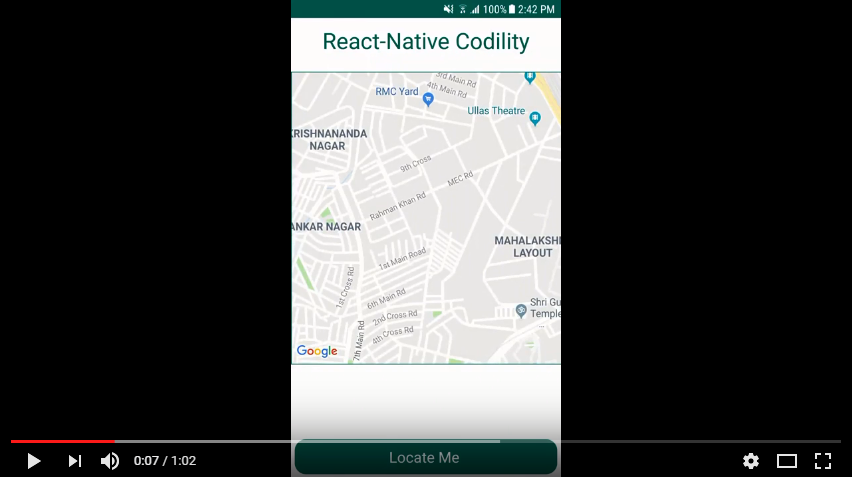 100% 2:42 PM
React-Native Codility
3rd Main Rd
4th Main Rd
RMC Yard
Ullas Theatre
KRISHNANANDA
NAGAR
9th Cross
MEC Rd
Rahman Khan Rd
ANKAR NAGAR
MAHALAKSH
LAYOUT
1st Main Road
1st Cross Rd
6th Main Rd
Shri Gu
Temple
2nd Cross Rd
4th Cross Rd
7th Main Rd
...
Google
Locate Me
0:07 / 1:02